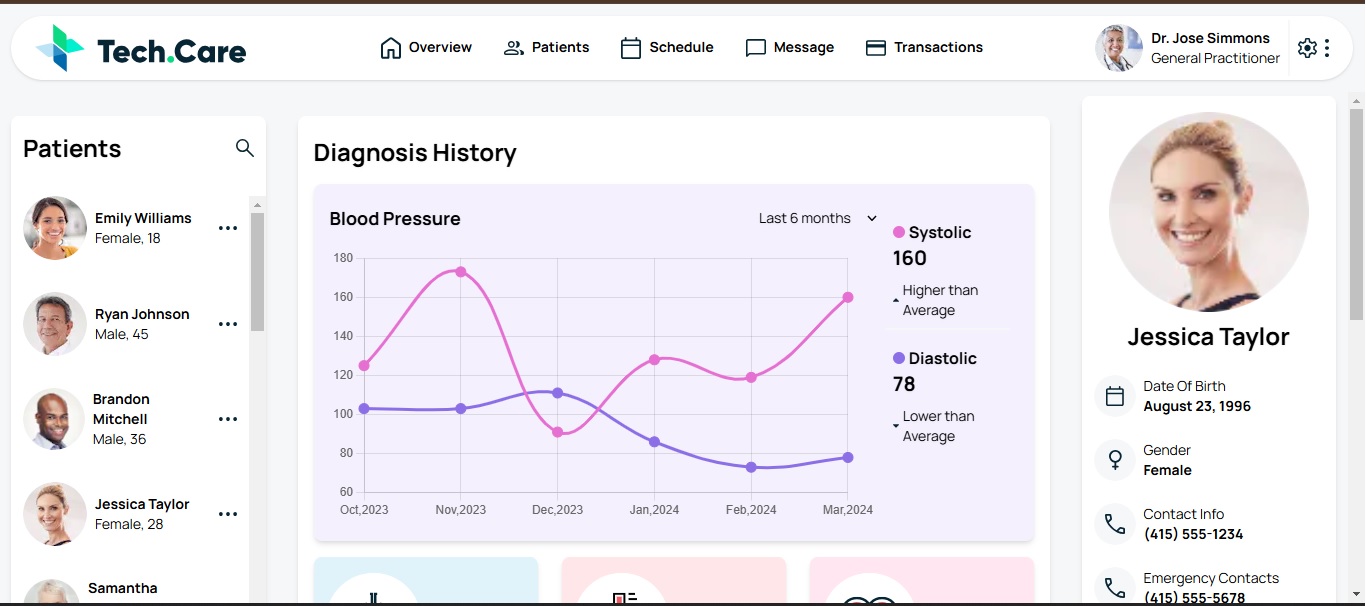 Tech.Care
Overview
Patients
Schedule
Message
Transactions
Dr. Jose Simmons
General Practitioner
Patients
Emily Williams
Female, 18
Ryan Johnson
Male, 45
Brandon
Mitchell
Male, 36
Jessica Taylor
Female, 28
Samantha
Diagnosis History
Blood Pressure
Last 6 months
180
160
140
120
100
80
60
Oct,2023
Nov,2023
Dec,2023
Jan,2024
Feb,2024
Mar,2024
Systolic
160
Higher than
Average
Diastolic
78
Lower than
Average
Jessica Taylor
Date Of Birth
August 23, 1996
Gender
Female
Contact Info
(415) 555-1234
Emergency Contacts
(415) 555-5678